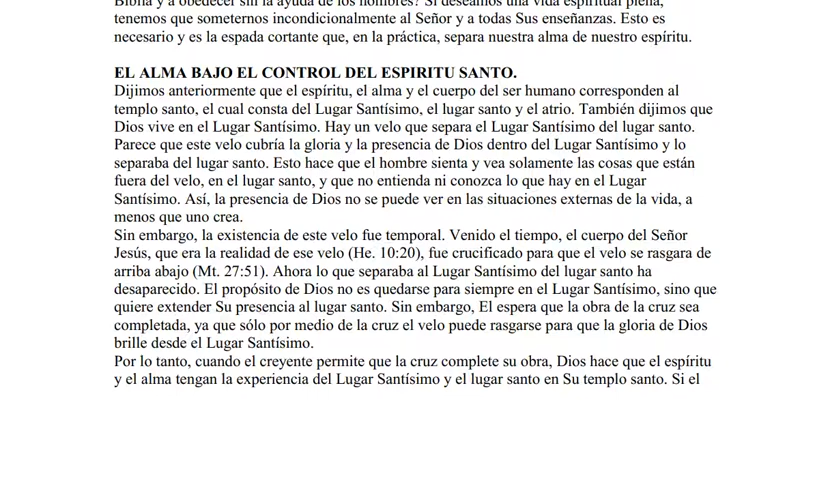 Biblia y a obedecer sin la ayuda de los hombres? Si deseamos una vida espiritual plena,
tenemos que someternos incondicionalmente al Señor y a todas Sus enseñanzas. Esto es
necesario y es la espada cortante que, en la práctica, separa nuestra alma de nuestro espíritu.
EL ALMA BAJO EL CONTROL DEL ESPIRITU SANTO.
Dijimos anteriormente que el espíritu, el alma y el cuerpo del ser humano corresponden al
templo santo, el cual consta del Lugar Santísimo, el lugar santo y el atrio. También dijimos que
Dios vive en el Lugar Santísimo. Hay un velo que separa el Lugar Santísimo del lugar santo.
Parece que este velo cubría la gloria y la presencia de Dios dentro del Lugar Santísimo y lo
separaba del lugar santo. Esto hace que el hombre sienta y vea solamente las cosas que están
fuera del velo, en el lugar santo, y que no entienda ni conozca lo que hay en el Lugar
Santísimo. Así, la presencia de Dios no se puede ver en las situaciones externas de la vida, a
menos que uno crea.
Sin embargo, la existencia de este velo fue temporal. Venido el tiempo, el cuerpo del Señor
Jesús, que era la realidad de ese velo (He. 10:20), fue crucificado para que el velo se rasgara de
arriba abajo (Mt. 27:51). Ahora lo que separaba al Lugar Santísimo del lugar santo ha
desaparecido. El propósito de Dios no es quedarse para siempre en el Lugar Santísimo, sino que
quiere extender Su presencia al lugar santo. Sin embargo, El espera que la obra de la cruz sea
completada, ya que sólo por medio de la cruz el velo puede rasgarse para que la gloria de Dios
brille desde el Lugar Santísimo.
Por lo tanto, cuando el creyente permite que la cruz complete su obra, Dios hace que el espíritu
y el alma tengan la experiencia del Lugar Santísimo y el lugar santo en Su templo santo. Si el